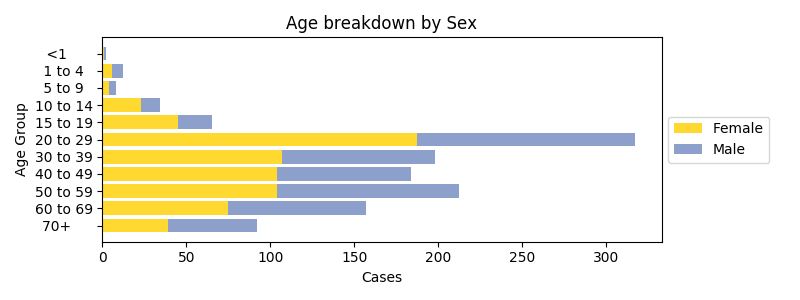 Age breakdown by Sex
Age Group
<1
1 to 4
5 to 9
10 to 14
15 to 19
20 to 29
30 to 39
40 to 49
50 to 59
60 to 69
70+
0 50 100 150 200 250 300
Cases
Female
Male